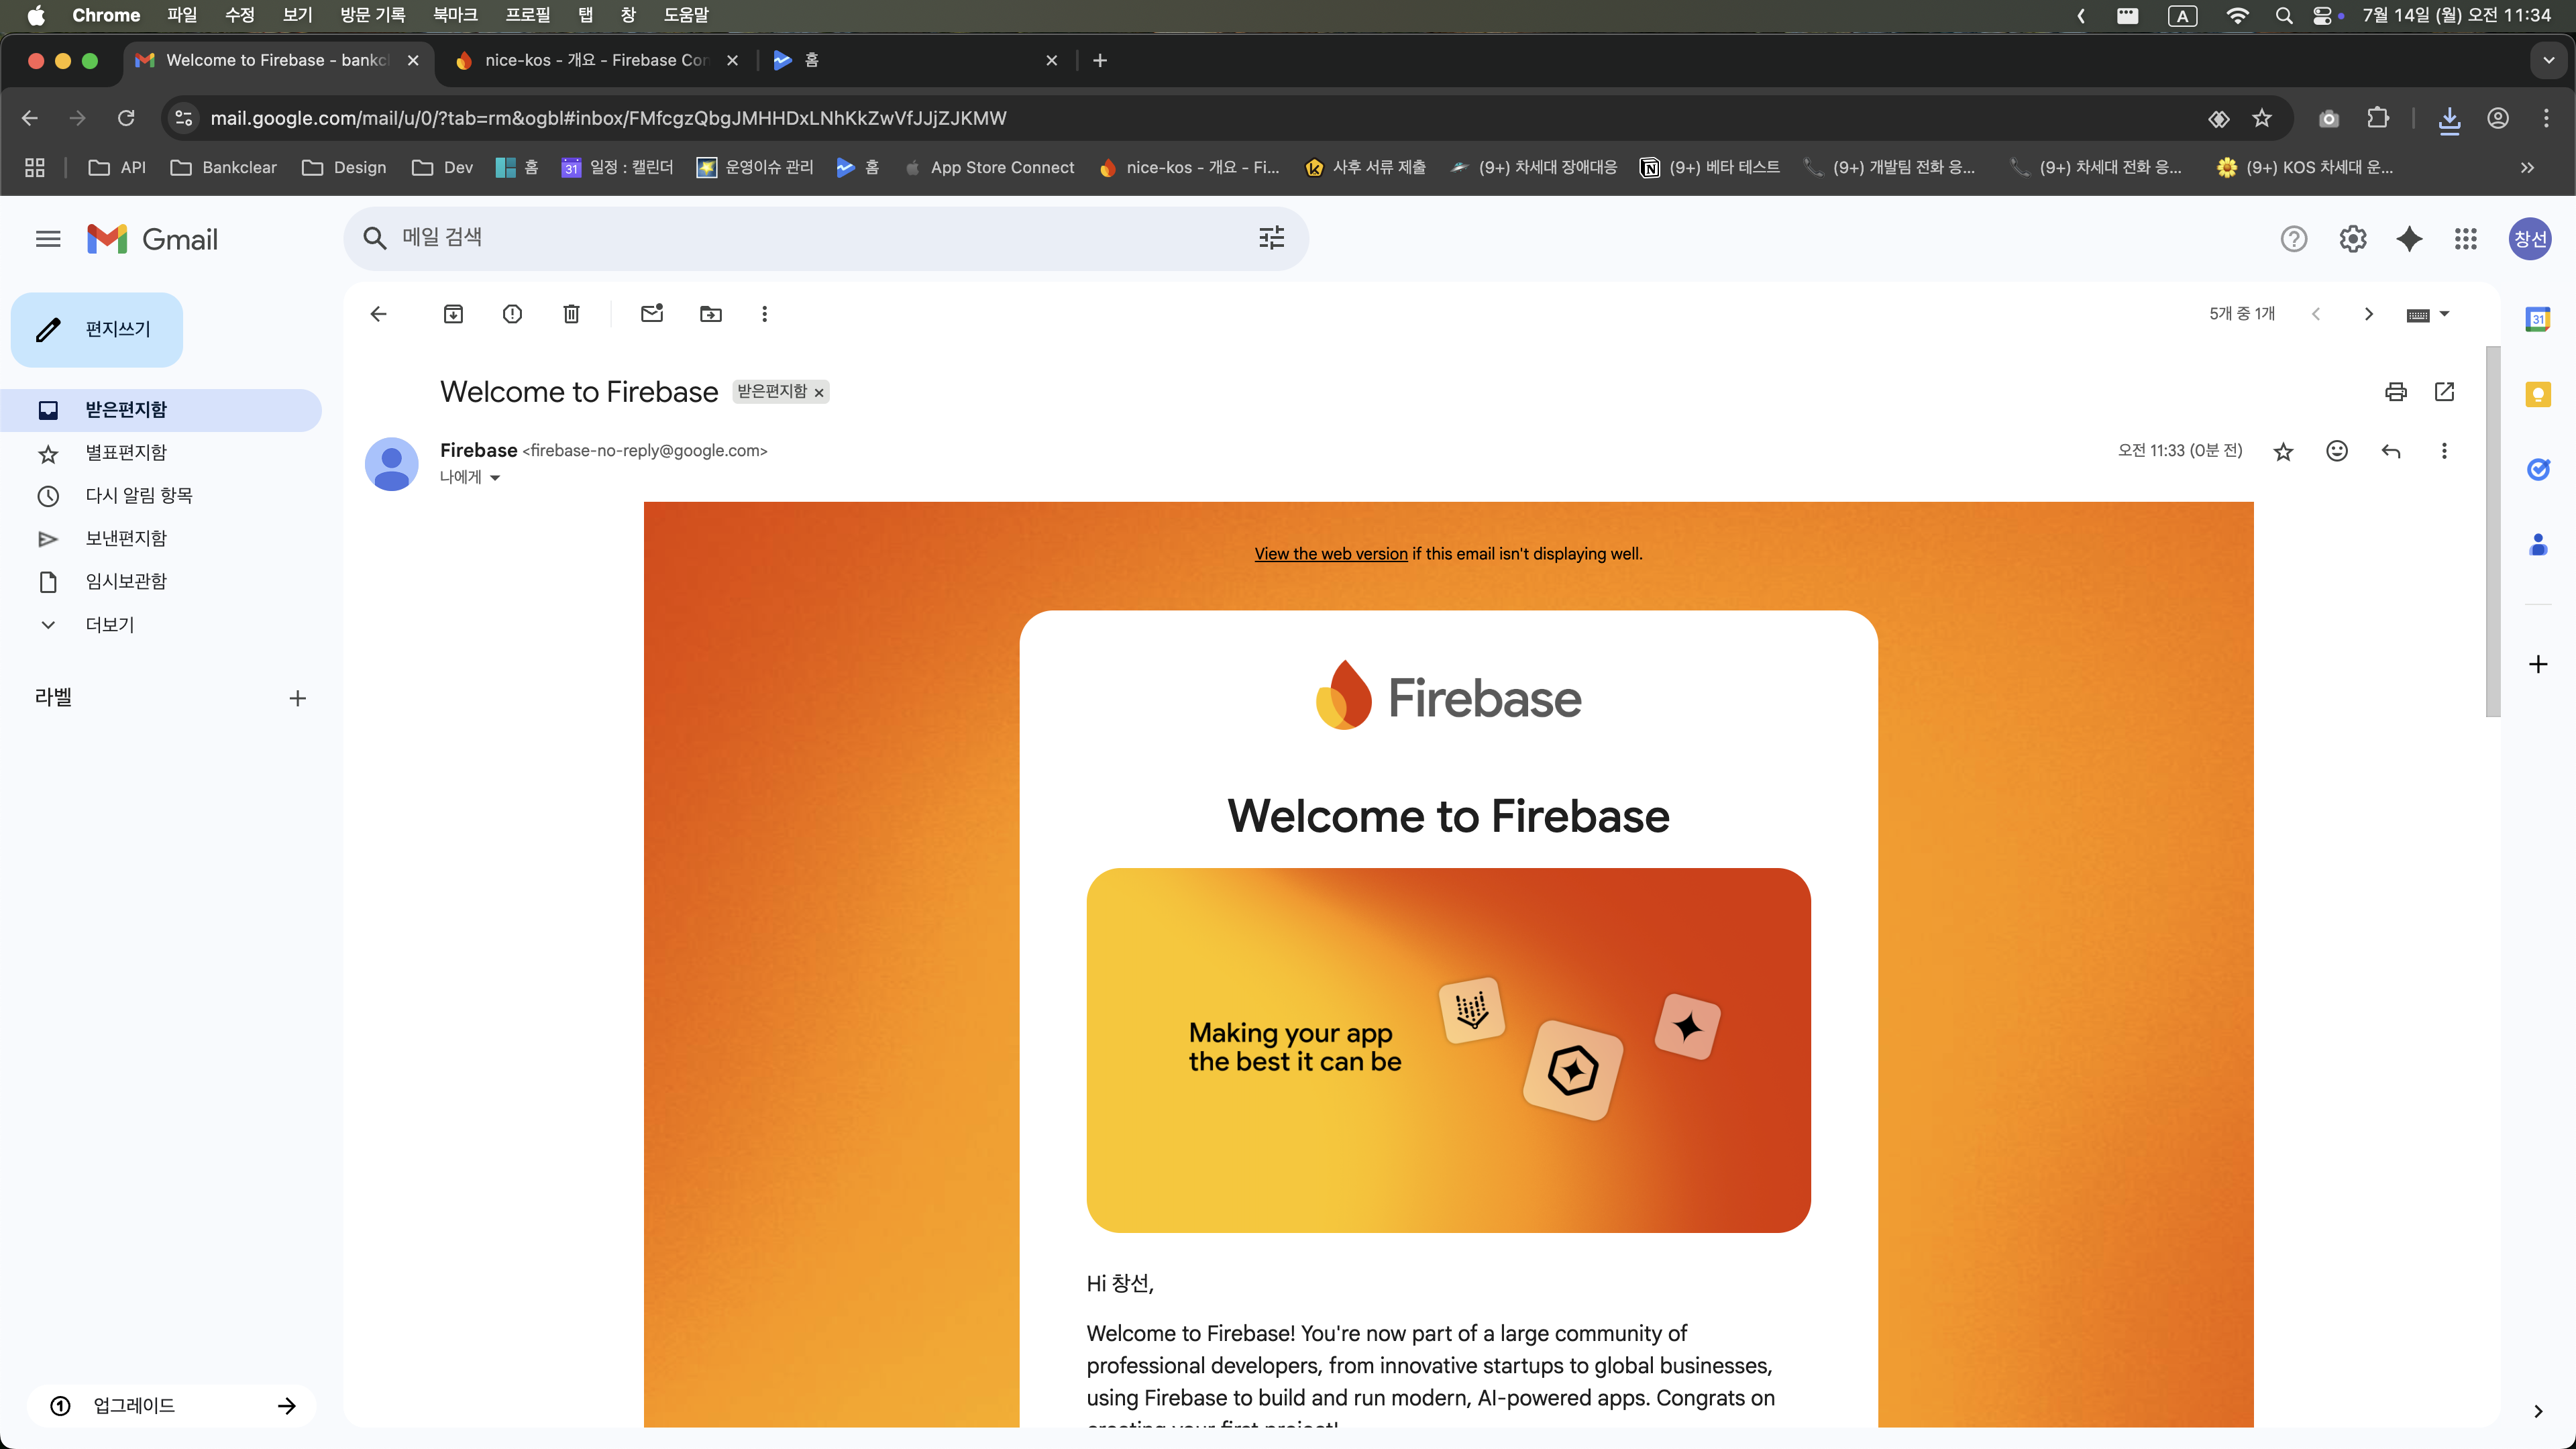 Chrome 파일 수정 보기 방문 기록 북마크 프로필 탭 창 도움말 A 7월 14일 (월) 오전 11:34
Welcome to Firebase - bankcl nice-kos - 개요 - Firebase Con 홈
mail.google.com/mail/u/0/?tab=rm&ogbl#inbox/FMfcgzQbgJMHHDxLNhKkZwVfJJjZJKMW
API Bankclear Design Dev 홈 31 일정 : 캘린더 운영이슈 관리 홈 App Store Connect nice-kos - 개요 - Fi... 사후 서류 제출 (9+) 차세대 장애대응 (9+) 베타 테스트 (9+) 개발팀 전화 응... (9+) 차세대 전화 응... (9+) KOS 차세대 운...
Gmail 메일 검색 창선
편지쓰기
5개 중 1개
31
받은편지함
별표편지함
다시 알림 항목
보낸편지함
임시보관함
더보기
라벨
업그레이드
Welcome to Firebase 받은편지함
Firebase <firebase-no-reply@google.com> 오전 11:33 (0분 전)
나에게
View the web version if this email isn't displaying well.
Firebase
Welcome to Firebase
Making your app
the best it can be
Hi 창선,
Welcome to Firebase! You're now part of a large community of
professional developers, from innovative startups to global businesses,
using Firebase to build and run modern, AI-powered apps. Congrats on
creating your first project!